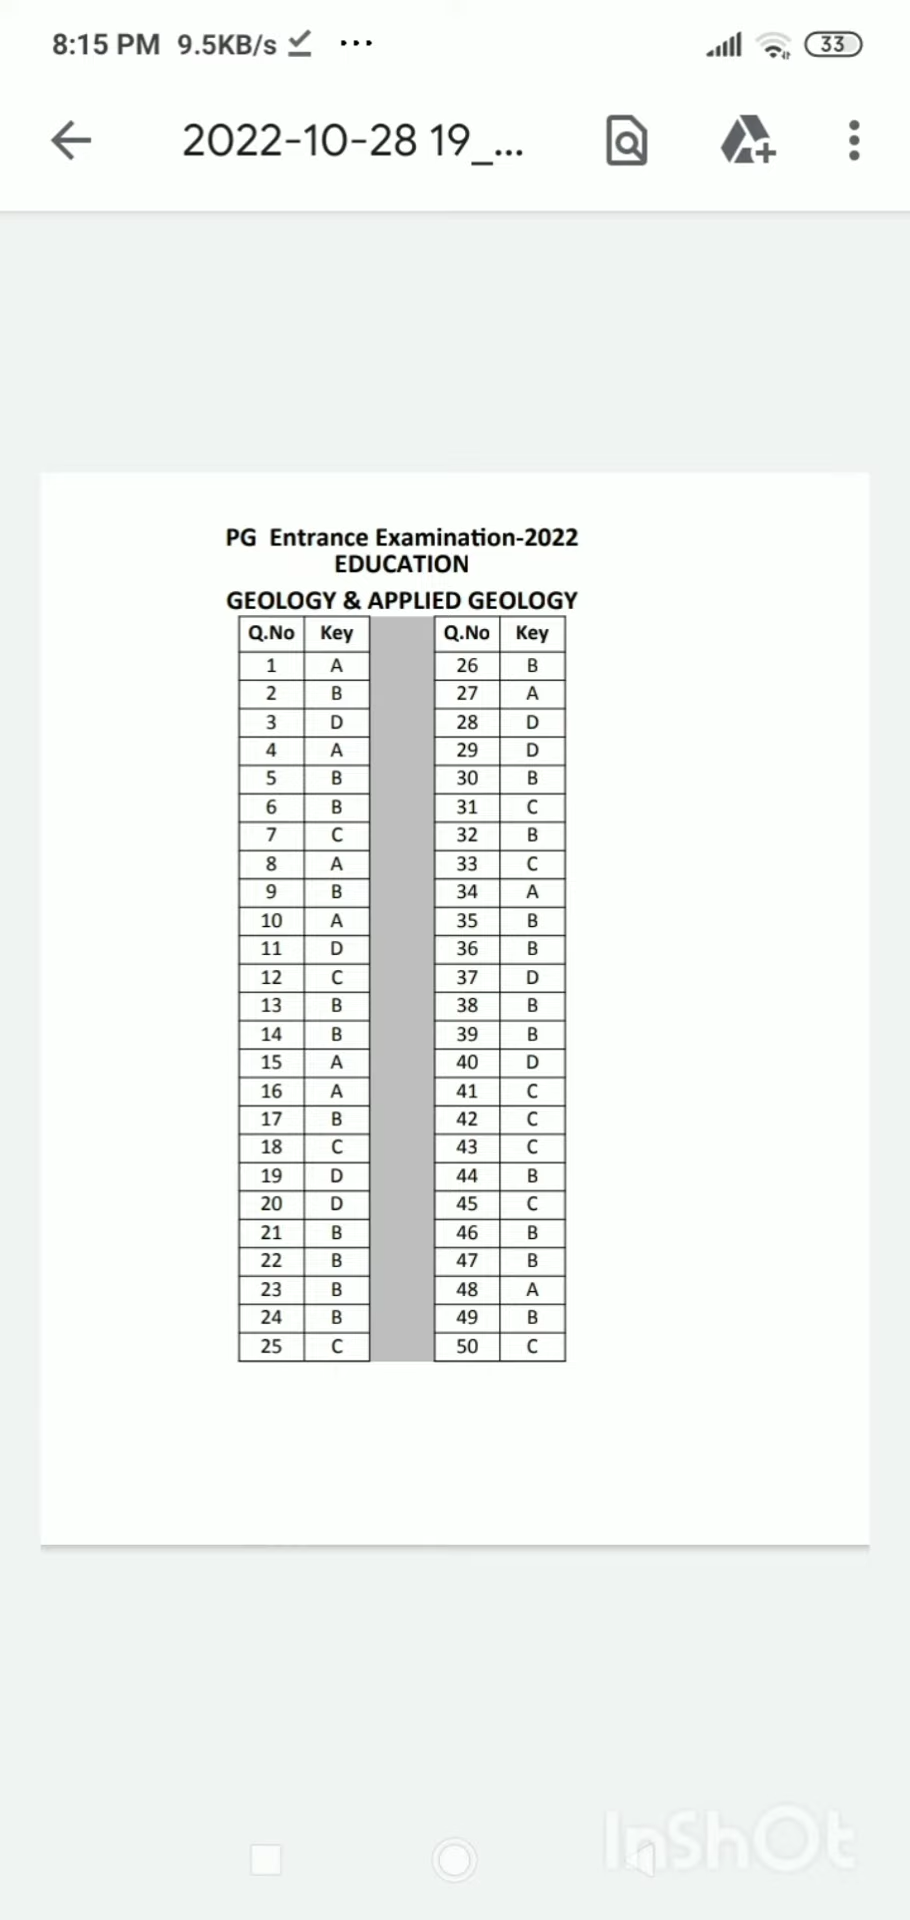 8:15 PM 9.5KB/s ...
33
2022-10-28 19_...
PG Entrance Examination-2022
EDUCATION
GEOLOGY & APPLIED GEOLOGY
Q.No Key Q.No Key
1 A 26 B
2 B 27 A
3 D 28 D
4 A 29 D
5 B 30 B
6 B 31 C
7 C 32 B
8 A 33 C
9 B 34 A
10 A 35 B
11 D 36 B
12 C 37 D
13 B 38 B
14 B 39 B
15 A 40 D
16 A 41 C
17 B 42 C
18 C 43 C
19 D 44 B
20 D 45 C
21 B 46 B
22 B 47 B
23 B 48 A
24 B 49 B
25 C 50 C
InShOt